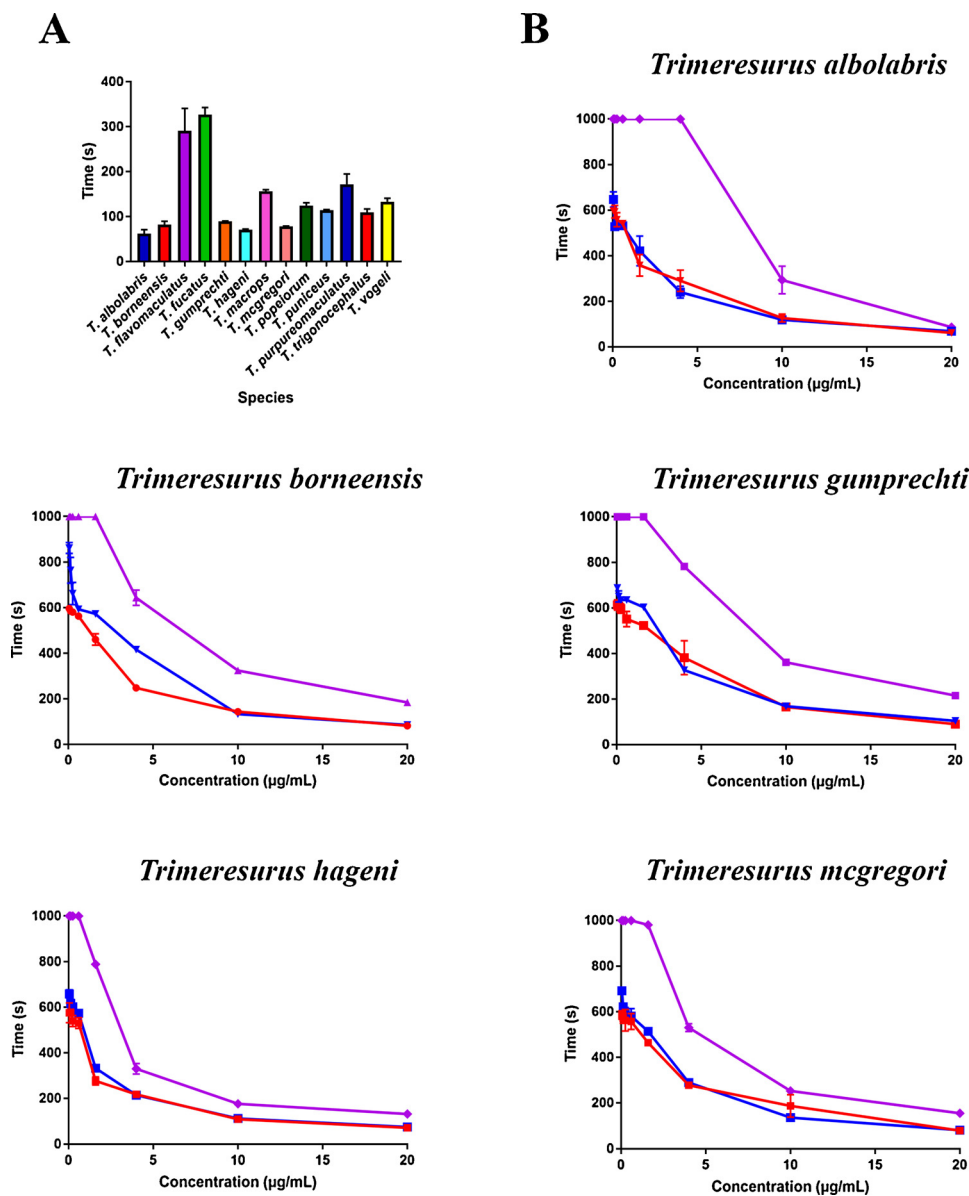 A
B
Trimeresurus albolabris
400
300
200
100
0
Time (s)
T. albolabris
T. borneensis
T. flavomaculatus
T. fucatus
T. gumprechti
T. hageni
T. macrops
T. mcgregori
T. popeiorum
T. puniceus
T. purpureomaculatus
T. trigonocephalus
T. vogeli
Species
1000
800
600
400
200
0
Time (s)
0 5 10 15 20
Concentration (µg/mL)
Trimeresurus borneensis
1000
800
600
400
200
0
Time (s)
0 5 10 15 20
Concentration (µg/mL)
Trimeresurus gumprechti
1000
800
600
400
200
0
Time (s)
0 5 10 15 20
Concentration (µg/mL)
Trimeresurus hageni
1000
800
600
400
200
0
Time (s)
0 5 10 15 20
Concentration (µg/mL)
Trimeresurus mcgregori
1000
800
600
400
200
0
Time (s)
0 5 10 15 20
Concentration (µg/mL)